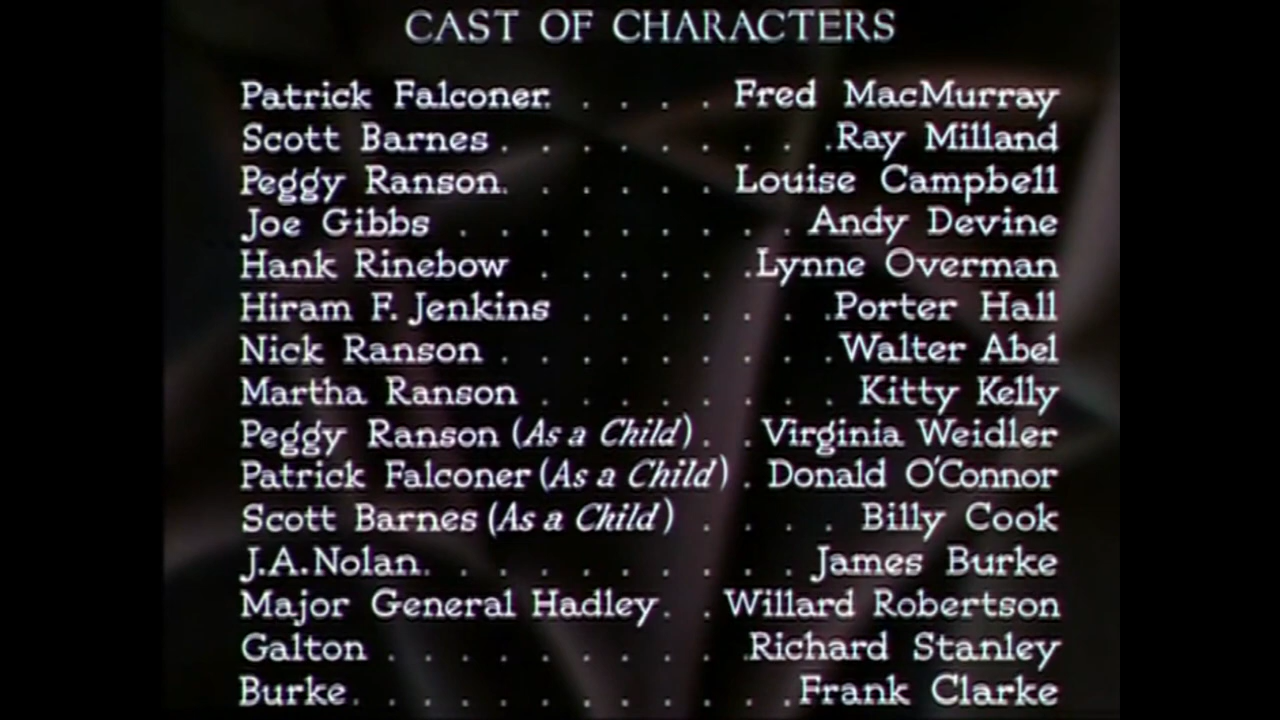 CAST OF CHARACTERS
Patrick Falconer. . . . . Fred MacMurray
Scott Barnes . . . . . . . . . Ray Milland
Peggy Ranson. . . . . . Louise Campbell
Joe Gibbs . . . . . . . . . Andy Devine
Hank Rinebow . . . . . . Lynne Overman
Hiram F. Jenkins . . . . . . . Porter Hall
Nick Ranson . . . . . . . . . Walter Abel
Martha Ranson . . . . . . . . Kitty Kelly
Peggy Ranson (As a Child) . . Virginia Weidler
Patrick Falconer (As a Child) . Donald O'Connor
Scott Barnes (As a Child) . . . . Billy Cook
J.A.Nolan. . . . . . . . . . James Burke
Major General Hadley. . Willard Robertson
Galton . . . . . . . . . . Richard Stanley
Burke. . . . . . . . . . . . Frank Clarke